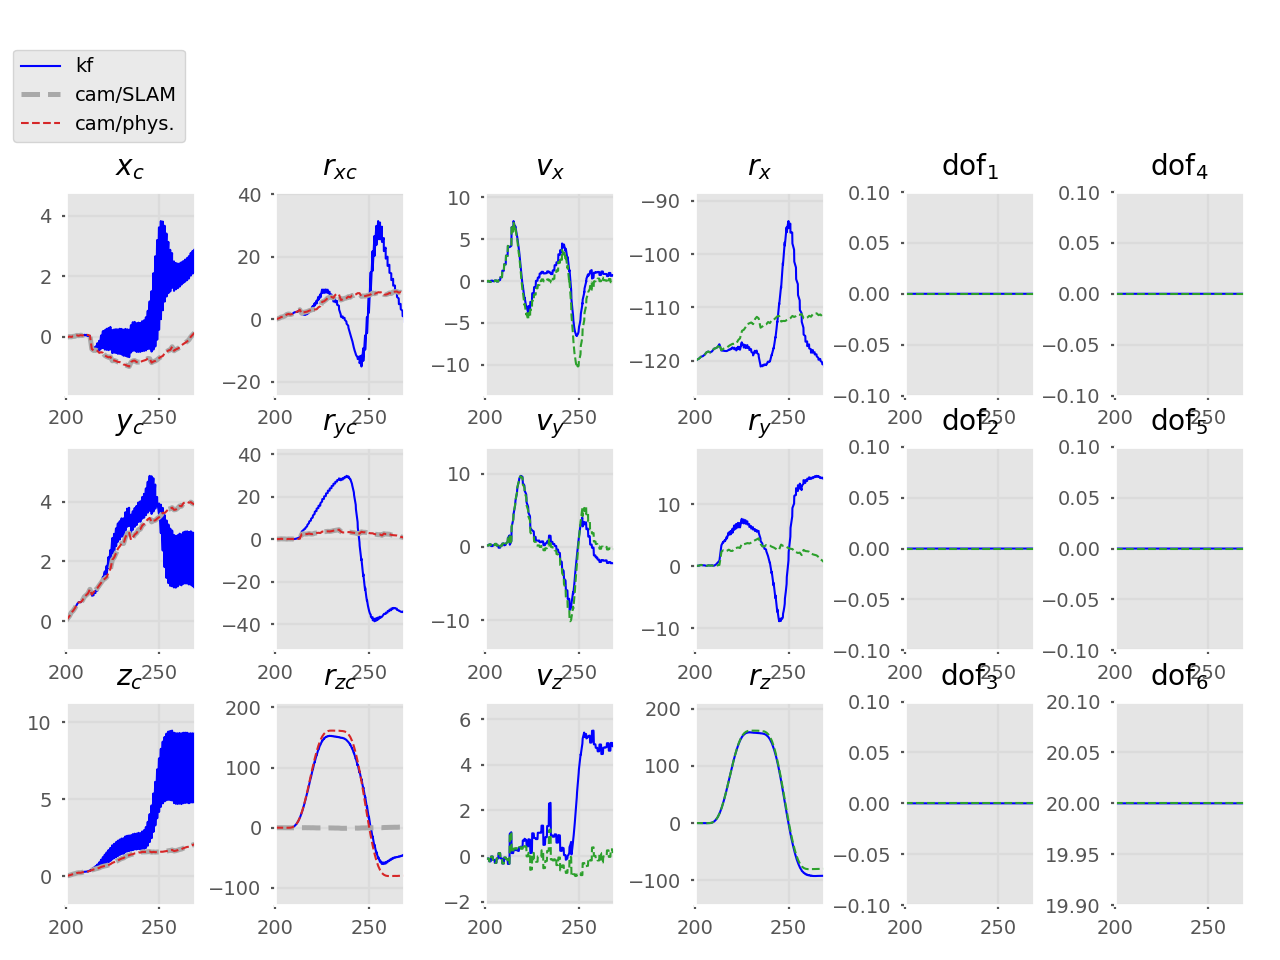 kf
cam/SLAM
cam/phys.
x_c r_xc v_x r_x dof_1 dof_4
4 2 0 200 250
40 20 0 −20 200 250
10 5 0 −5 −10 200 250
−90 −100 −110 −120 200 250
0.10 0.05 0.00 −0.05 −0.10 200 250
0.10 0.05 0.00 −0.05 −0.10 200 250
y_c r_yc v_y r_y dof_2 dof_5
4 2 0 200 250
40 20 0 −20 −40 200 250
10 0 −10 200 250
10 0 −10 200 250
0.10 0.05 0.00 −0.05 −0.10 200 250
0.10 0.05 0.00 −0.05 −0.10 200 250
z_c r_zc v_z r_z dof_3 dof_6
10 5 0 200 250
200 100 0 −100 200 250
6 4 2 0 −2 200 250
200 100 0 −100 200 250
0.10 0.05 0.00 −0.05 −0.10 200 250
20.10 20.05 20.00 19.95 19.90 200 250